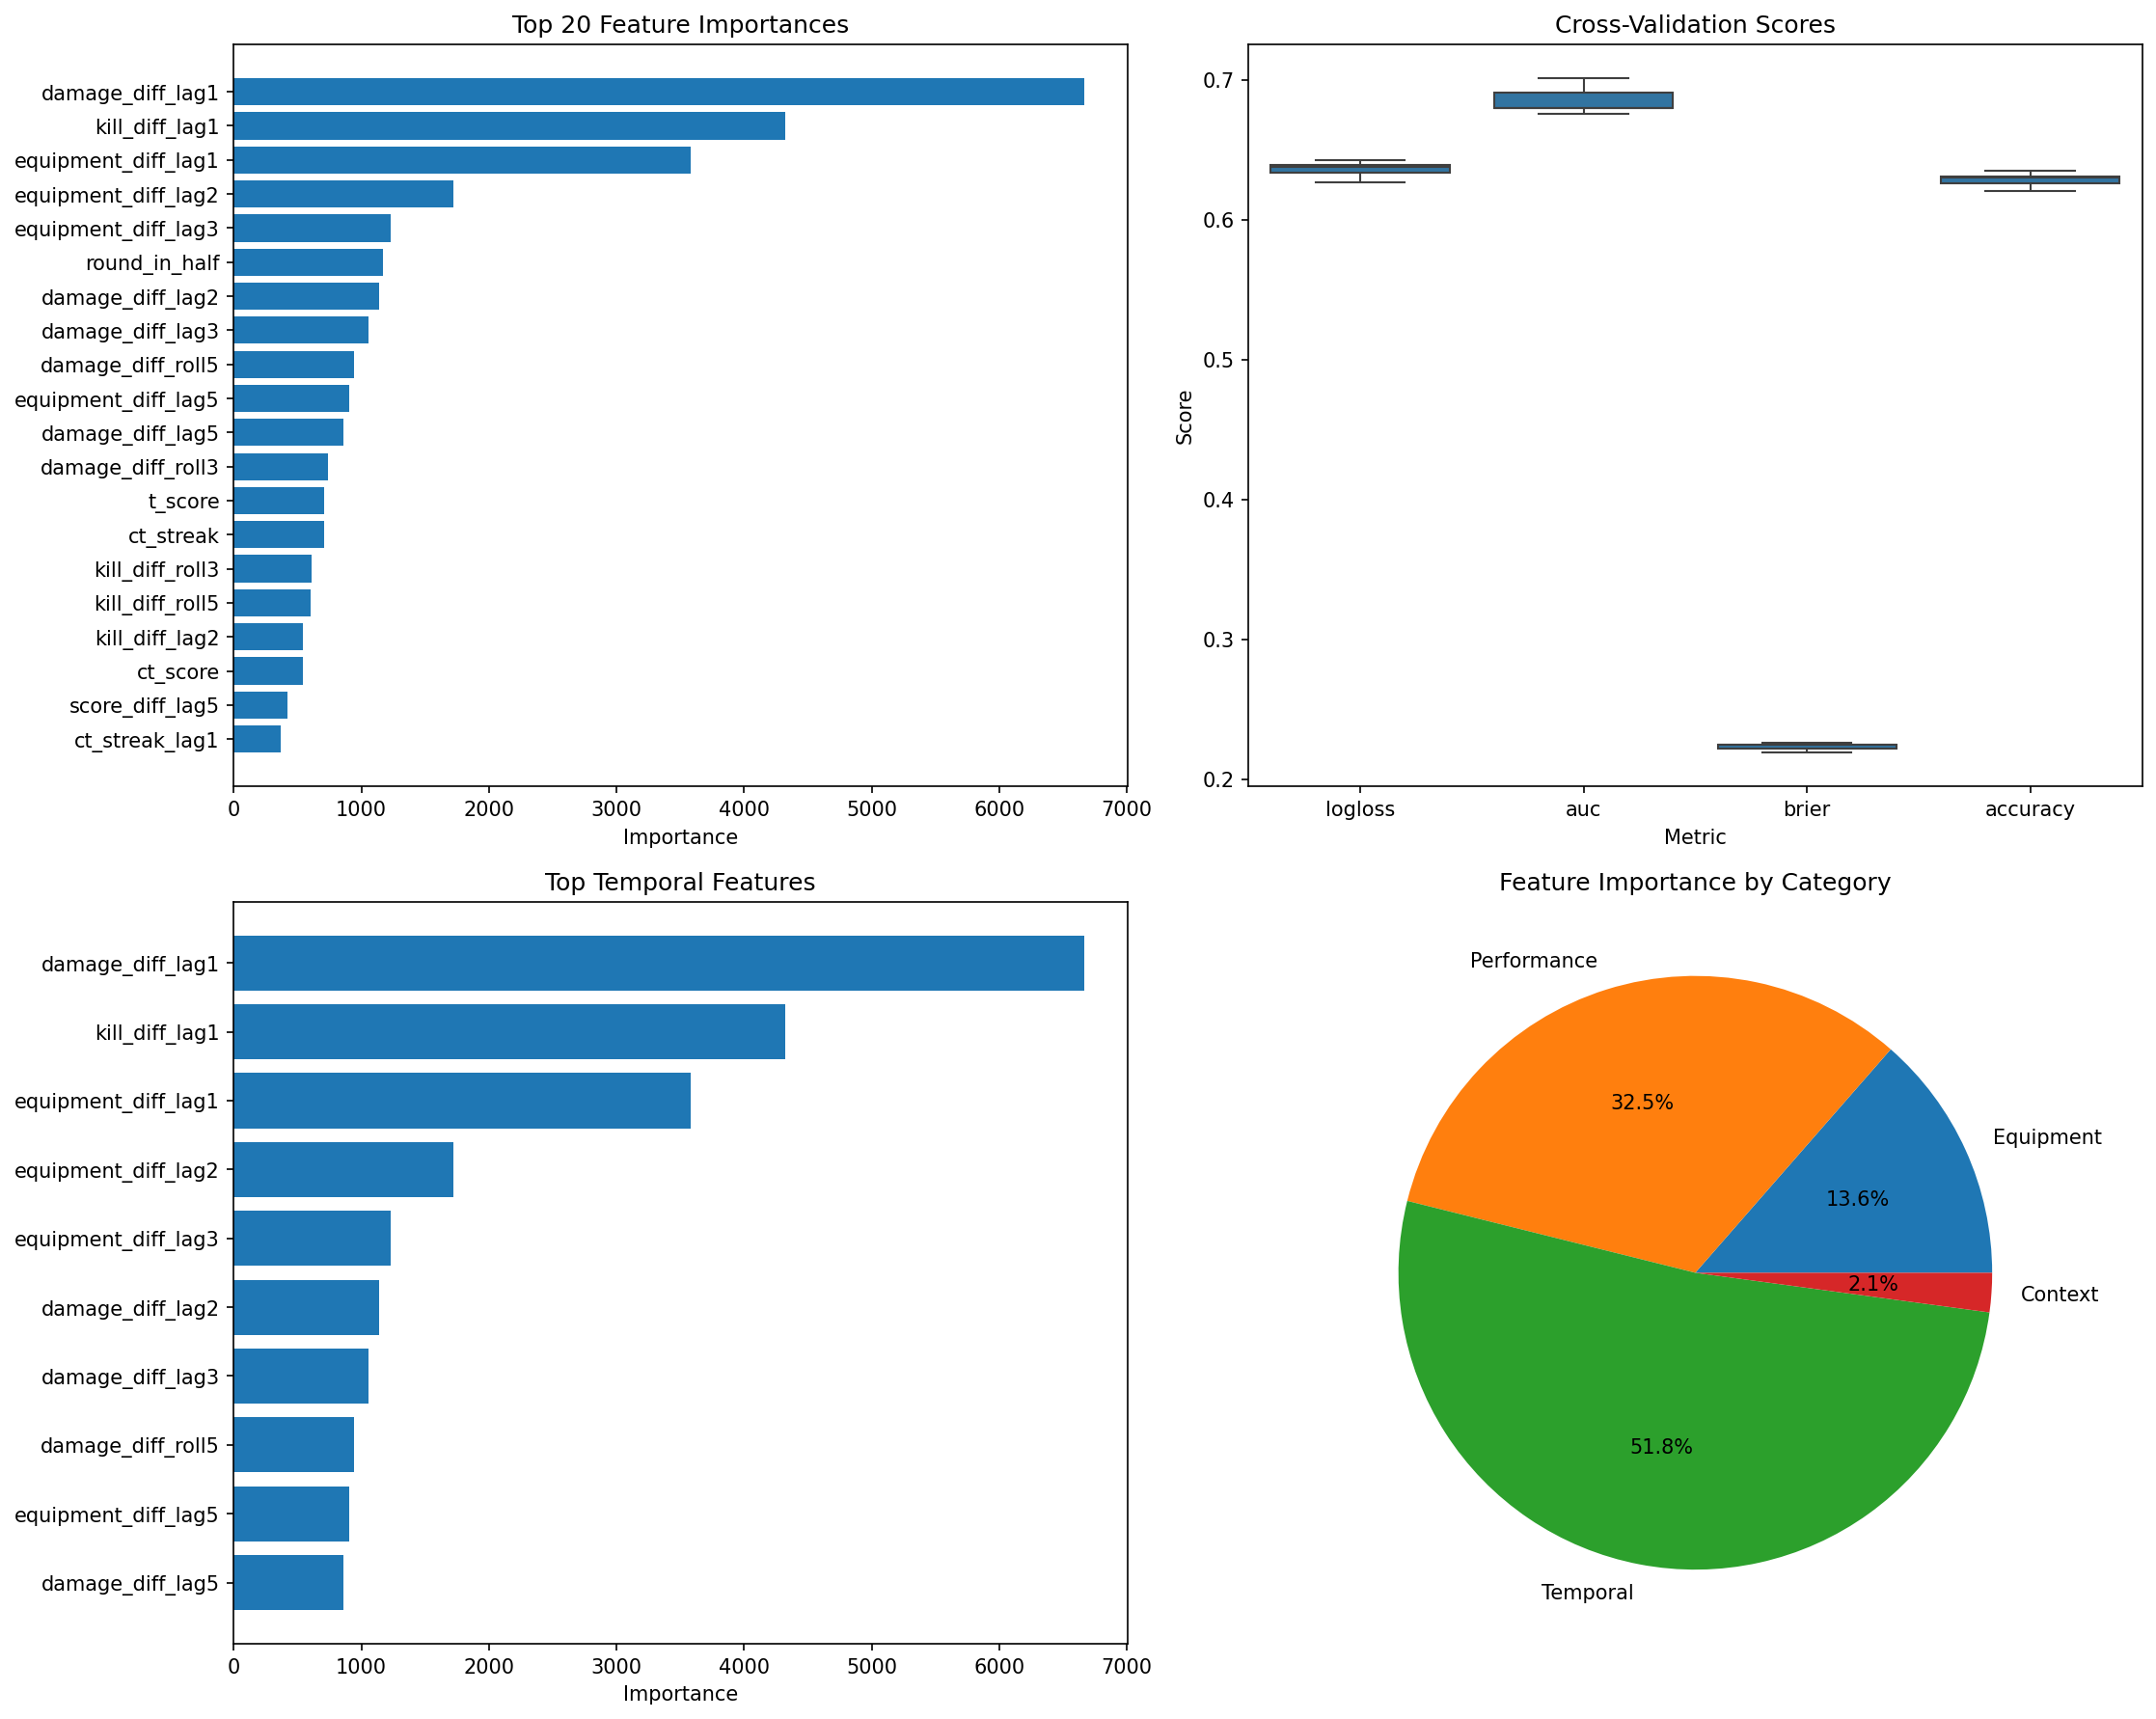 Top 20 Feature Importances
damage_diff_lag1
kill_diff_lag1
equipment_diff_lag1
equipment_diff_lag2
equipment_diff_lag3
round_in_half
damage_diff_lag2
damage_diff_lag3
damage_diff_roll5
equipment_diff_lag5
damage_diff_lag5
damage_diff_roll3
t_score
ct_streak
kill_diff_roll3
kill_diff_roll5
kill_diff_lag2
ct_score
score_diff_lag5
ct_streak_lag1
0 1000 2000 3000 4000 5000 6000 7000
Importance
Cross-Validation Scores
0.7
0.6
0.5
0.4
0.3
0.2
Score
logloss auc brier accuracy
Metric
Top Temporal Features
damage_diff_lag1
kill_diff_lag1
equipment_diff_lag1
equipment_diff_lag2
equipment_diff_lag3
damage_diff_lag2
damage_diff_lag3
damage_diff_roll5
equipment_diff_lag5
damage_diff_lag5
0 1000 2000 3000 4000 5000 6000 7000
Importance
Feature Importance by Category
Performance
32.5%
Equipment
13.6%
2.1%
Context
51.8%
Temporal